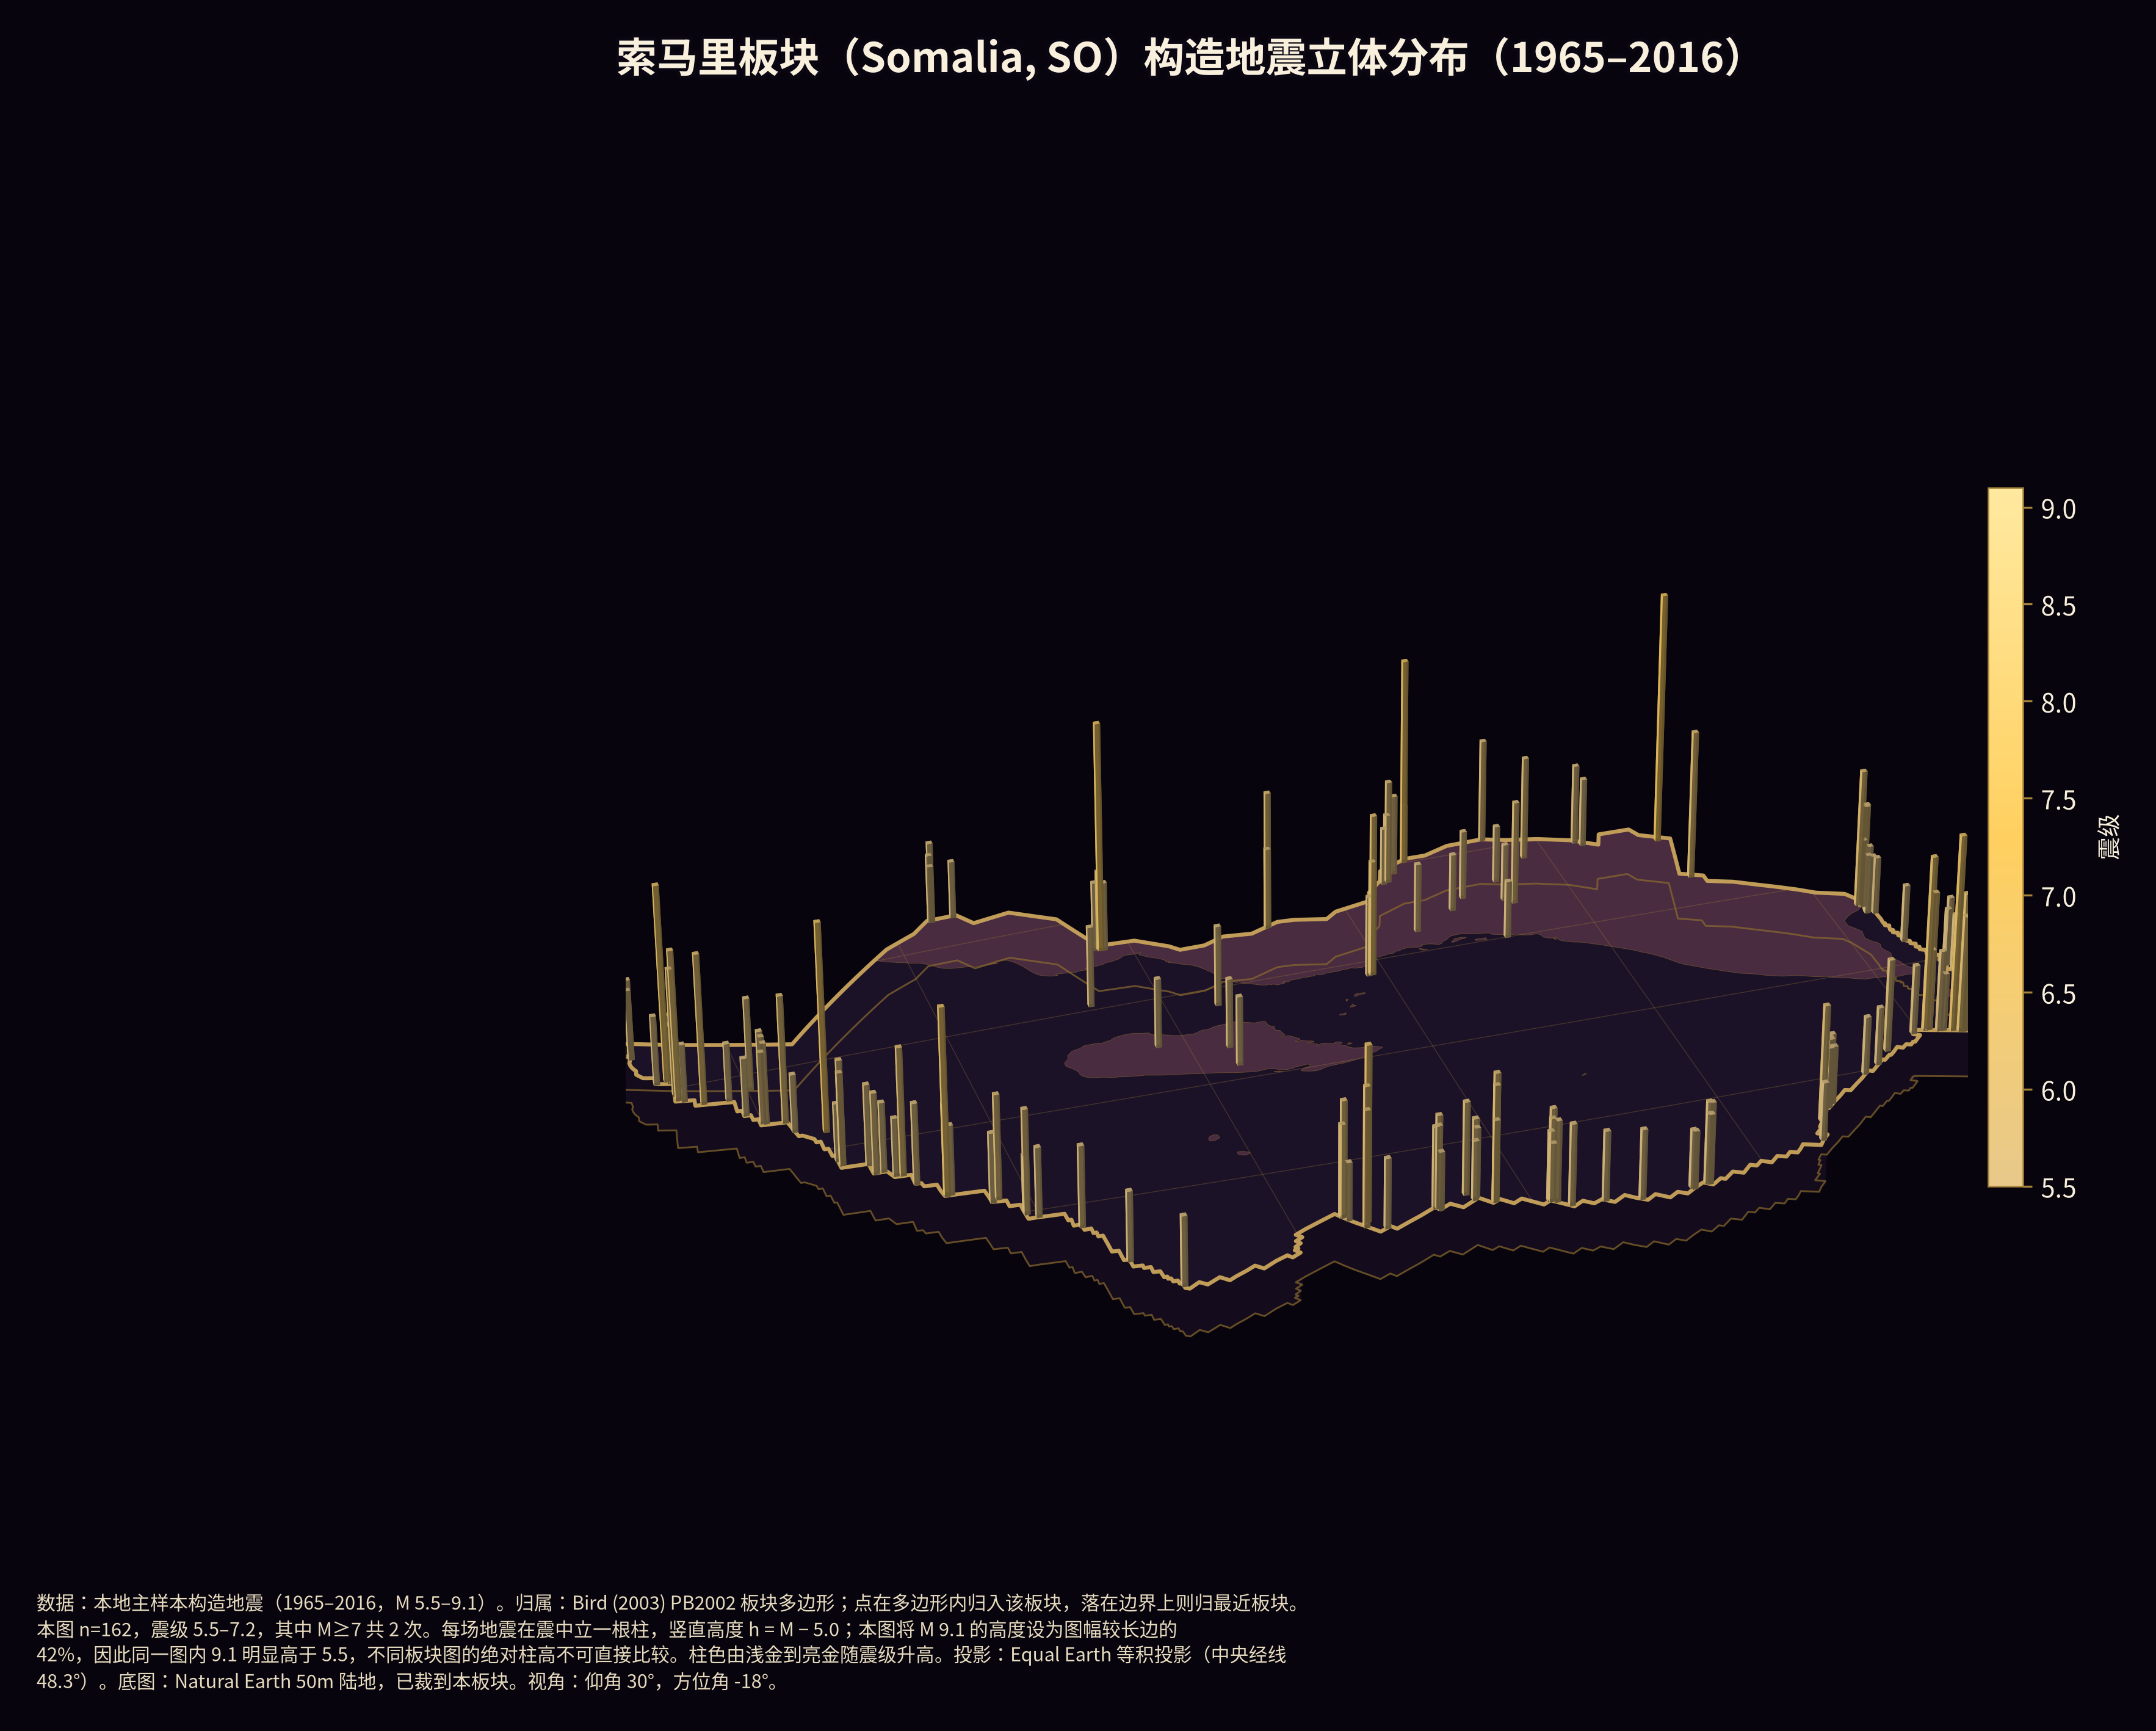 索马里板块（Somalia, SO）构造地震立体分布（1965–2016）
9.0
8.5
8.0
7.5
7.0
6.5
6.0
5.5
震级
数据：本地主样本构造地震（1965–2016，M 5.5–9.1）。归属：Bird (2003) PB2002 板块多边形；点在多边形内归入该板块，落在边界上则归最近板块。
本图 n=162，震级 5.5–7.2，其中 M≥7 共 2 次。每场地震在震中立一根柱，竖直高度 h = M − 5.0；本图将 M 9.1 的高度设为图幅较长边的
42%，因此同一图内 9.1 明显高于 5.5，不同板块图的绝对柱高不可直接比较。柱色由浅金到亮金随震级升高。投影：Equal Earth 等积投影（中央经线
48.3°）。底图：Natural Earth 50m 陆地，已裁到本板块。视角：仰角 30°，方位角 -18°。